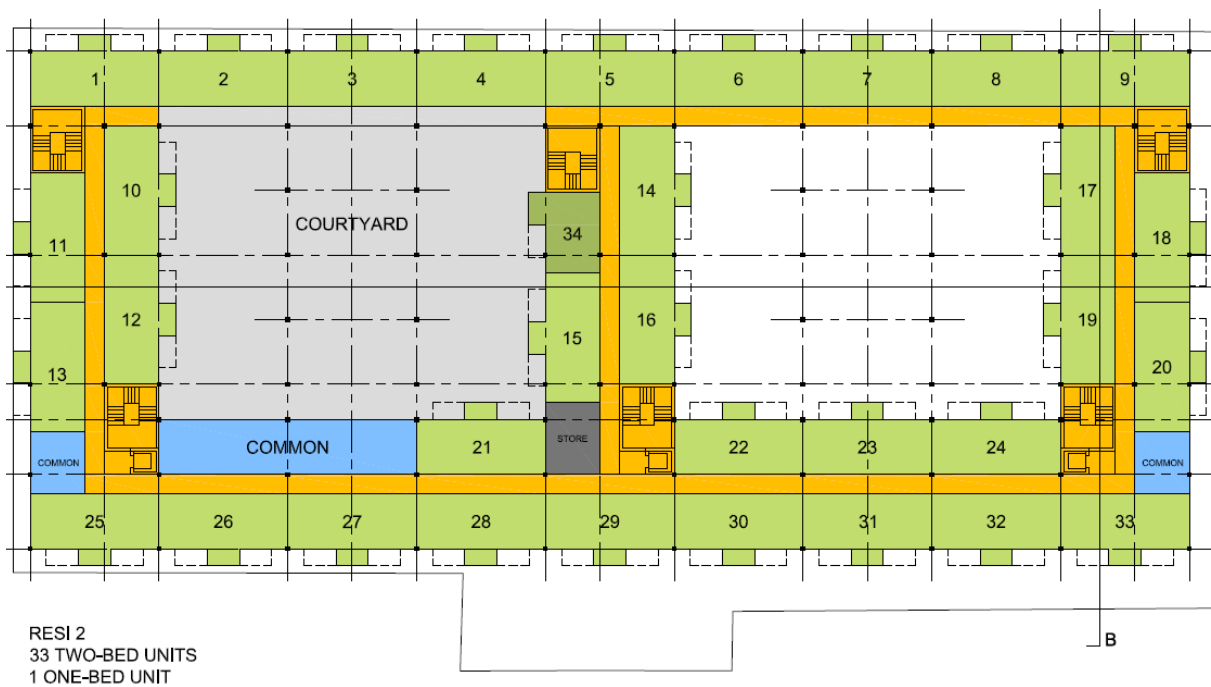 1 2 3 4 5 6 7 8 9
10 14 17
COURTYARD
11 34 18
12 16 19
15
13 20
COMMON STORE
COMMON 21 22 23 24 COMMON
25 26 27 28 29 30 31 32 33
B
RESI 2
33 TWO-BED UNITS
1 ONE-BED UNIT